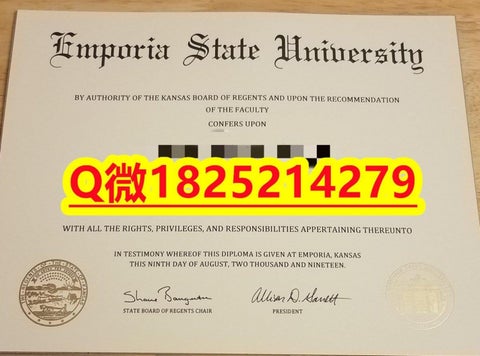 Emporia State University
BY AUTHORITY OF THE KANSAS BOARD OF REGENTS AND UPON THE RECOMMENDATION
OF THE FACULTY
CONFERS UPON
Q微1825214279
WITH ALL THE RIGHTS, PRIVILEGES, AND RESPONSIBILITIES APPERTAINING THEREUNTO
IN TESTIMONY WHEREOF THIS DIPLOMA IS GIVEN AT EMPORIA, KANSAS
THIS NINTH DAY OF AUGUST, TWO THOUSAND AND NINETEEN.
STATE BOARD OF REGENTS CHAIR
PRESIDENT